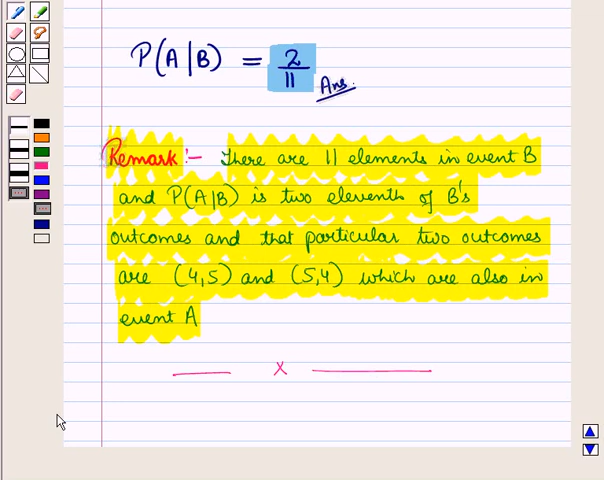 P(A|B) = 2/11 Ans.
Remark :- There are 11 elements in event B
and P(A|B) is two elevenths of B's
outcomes and that particular two outcomes
are (4,5) and (5,4) which are also in
event A
x